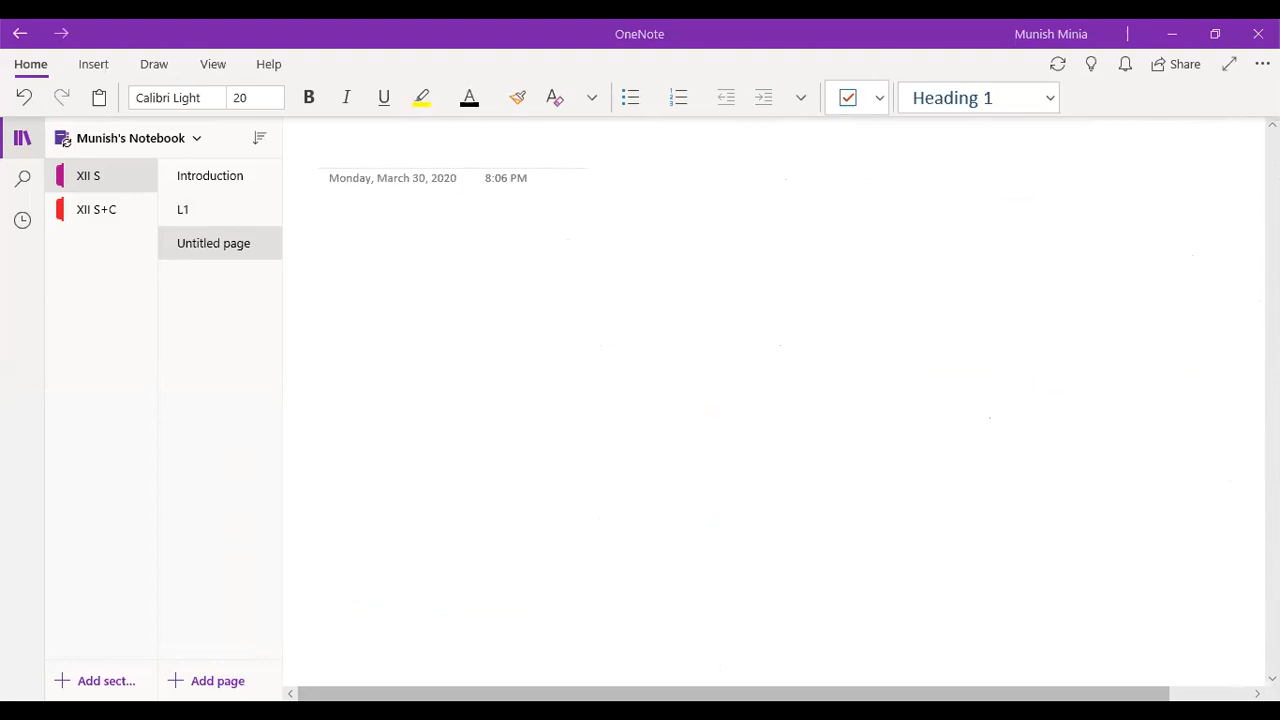 OneNote
Munish Minia
Home Insert Draw View Help
Share
Calibri Light 20 B I U A Heading 1
Munish's Notebook
XII S
XII S+C
Introduction
L1
Untitled page
Monday, March 30, 2020 8:06 PM
Add sect...
Add page